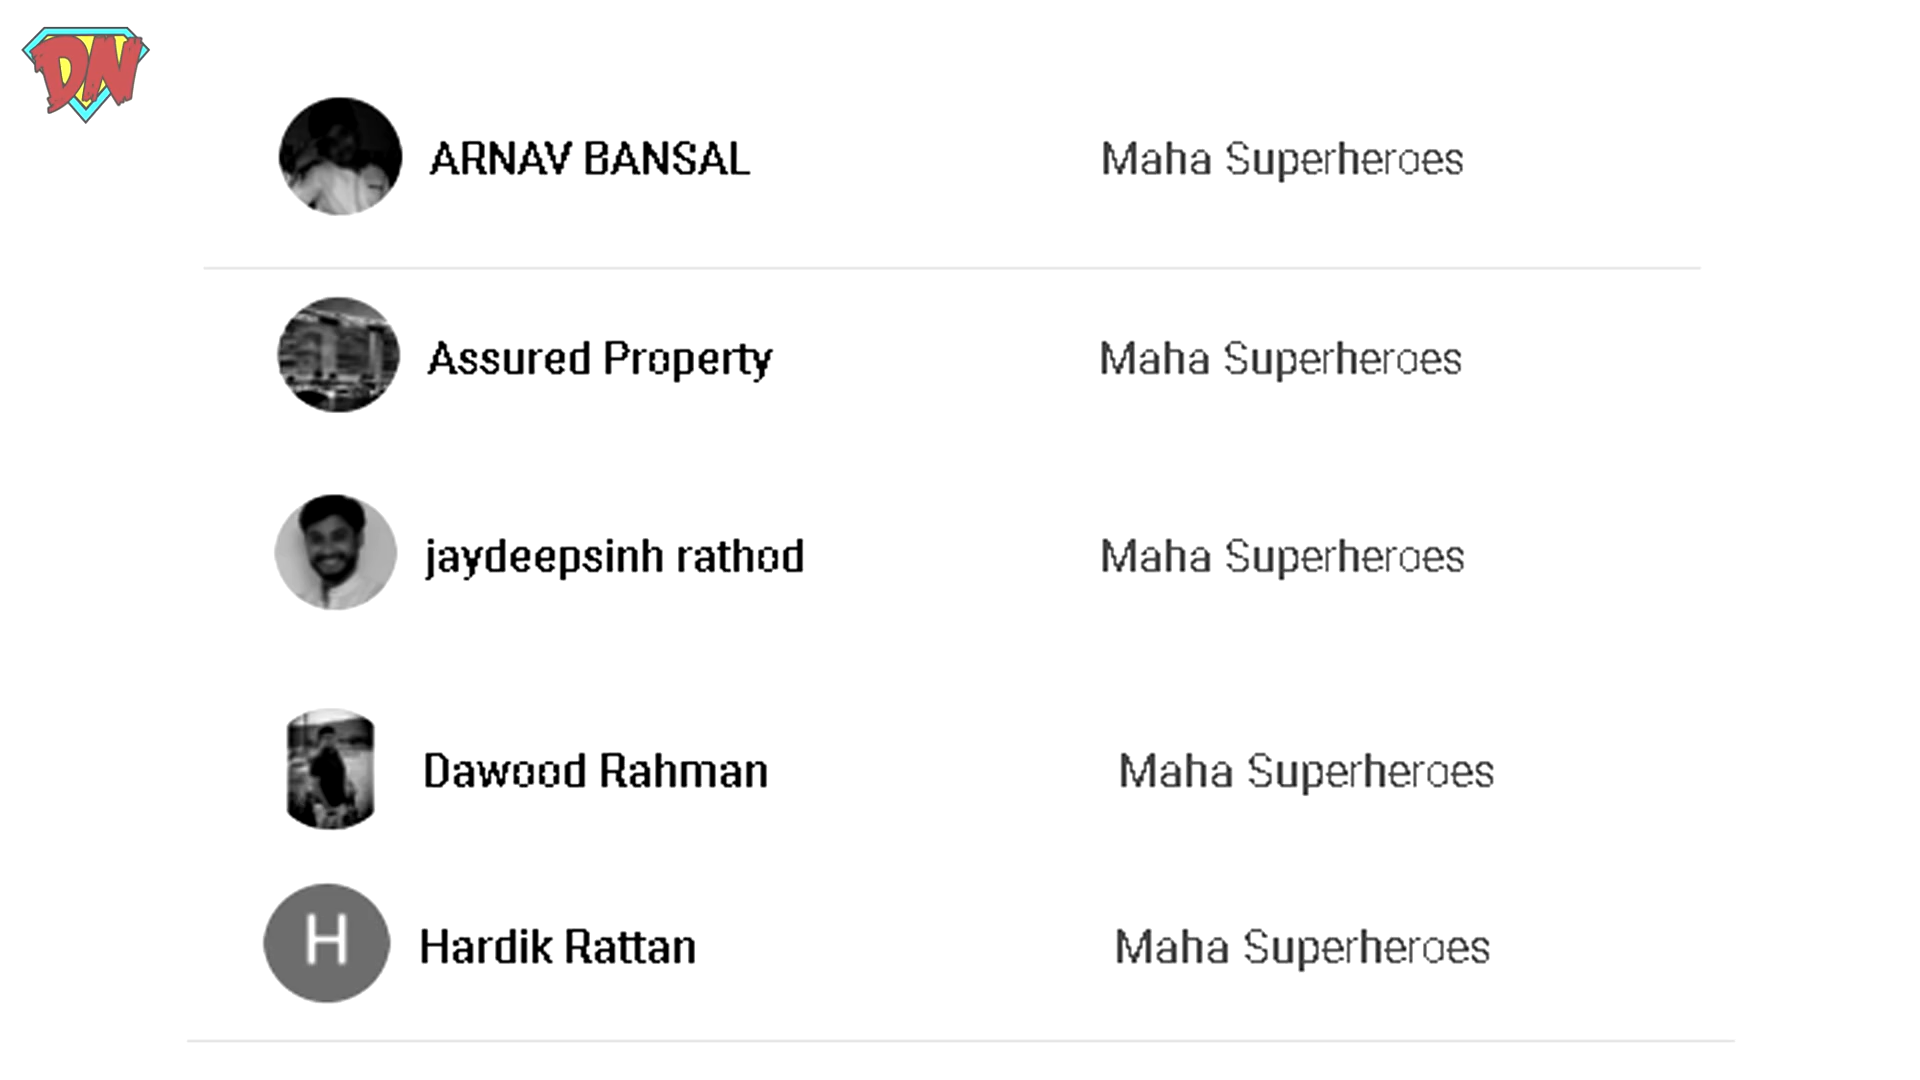 DN
ARNAV BANSAL Maha Superheroes
Assured Property Maha Superheroes
jaydeepsinh rathod Maha Superheroes
Dawood Rahman Maha Superheroes
H Hardik Rattan Maha Superheroes